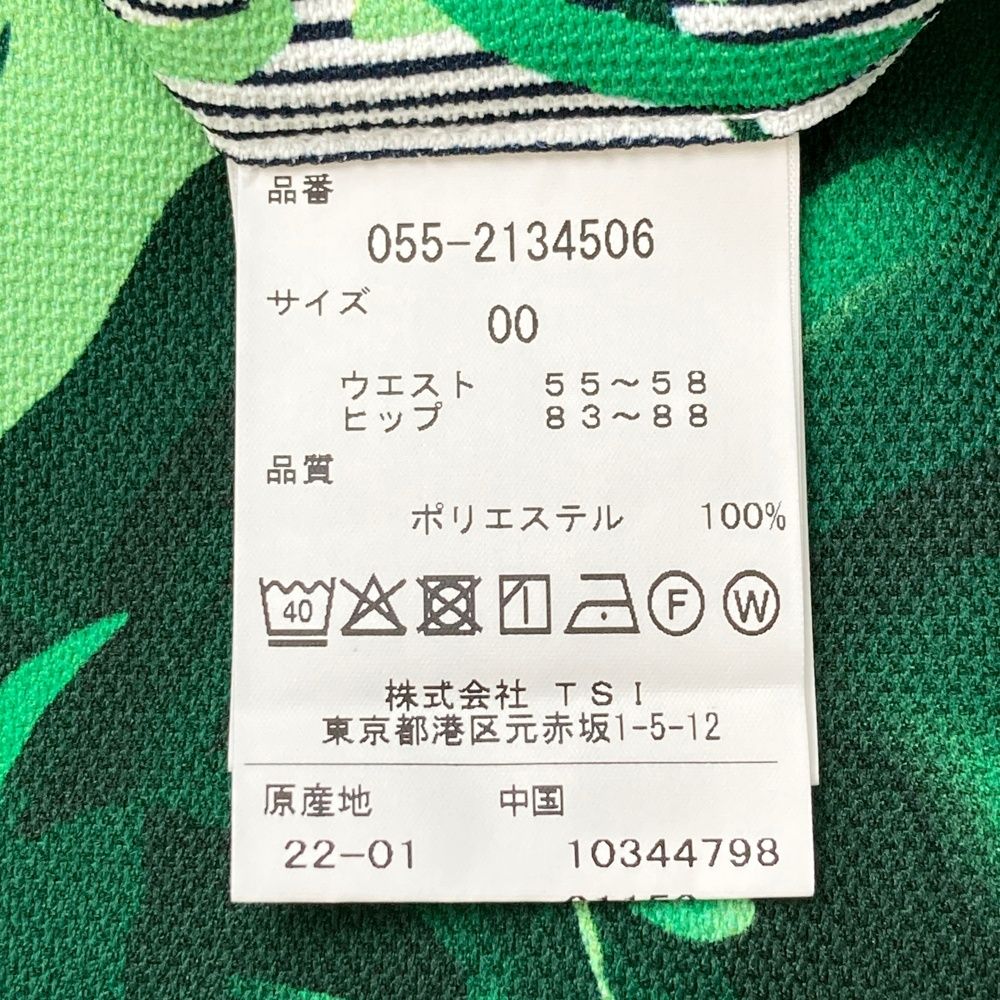 品番
055-2134506
サイズ
00
ウエスト 55～58
ヒップ 83～88
品質
ポリエステル 100%
40 F W
株式会社 TSI
東京都港区元赤坂1-5-12
原産地 中国
22-01 10344798